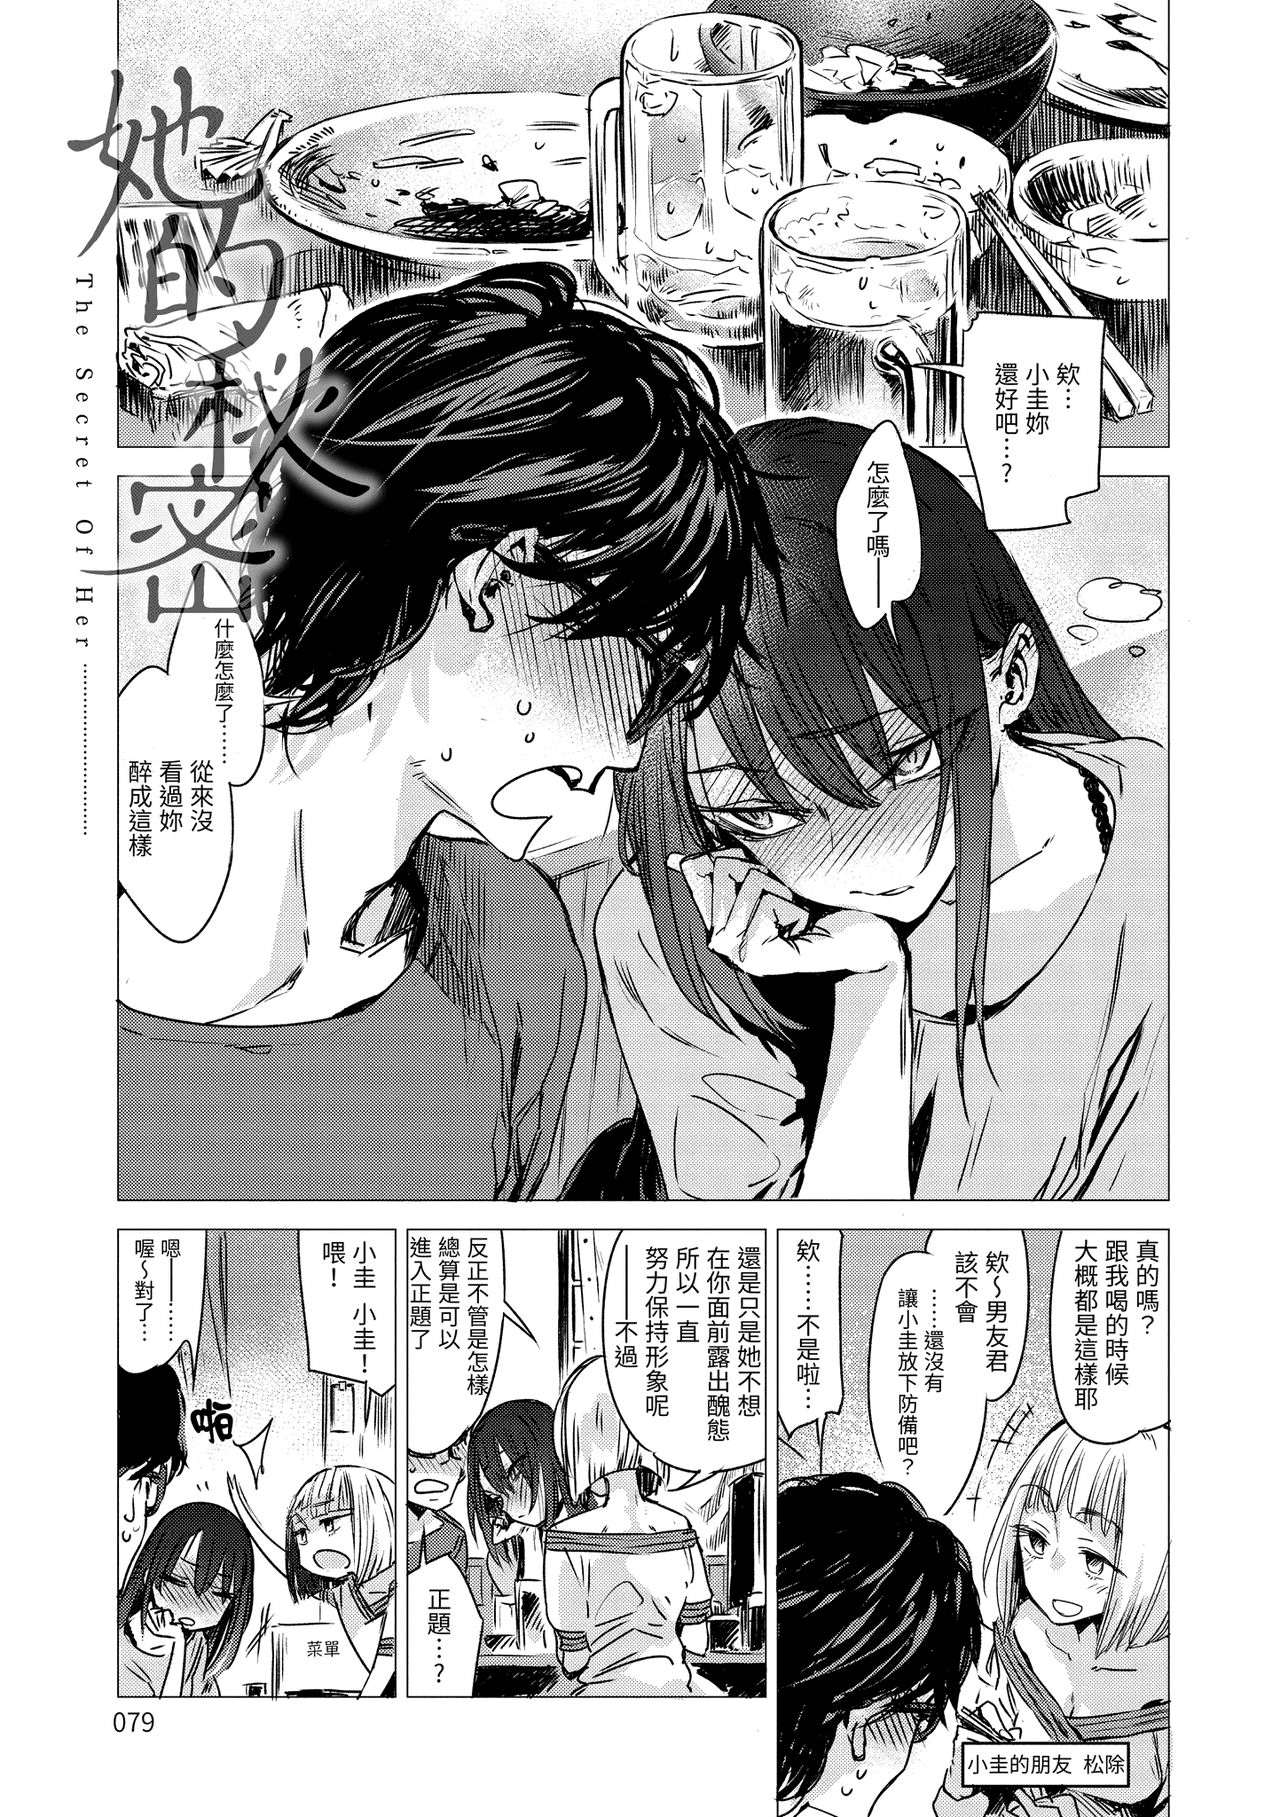 她的秘密
The Secret Of Her
欸…
小圭妳
還好吧…?
怎麼了嗎──
什麼怎麼了……
從來沒
看過妳
醉成這樣
真的嗎?
跟我喝的時候
大概都是這樣耶
欸～男友君
該不會
……還沒有
讓小圭放下防備吧?
欸……不是啦…
小圭的朋友 松除
還是只是她不想
在你面前露出醜態
所以一直
努力保持形象呢
──不過
反正不管是怎樣
總算是可以
進入正題了
正題…?
小圭 小圭!
喂!
嗯──……
喔～對了…
菜單
079